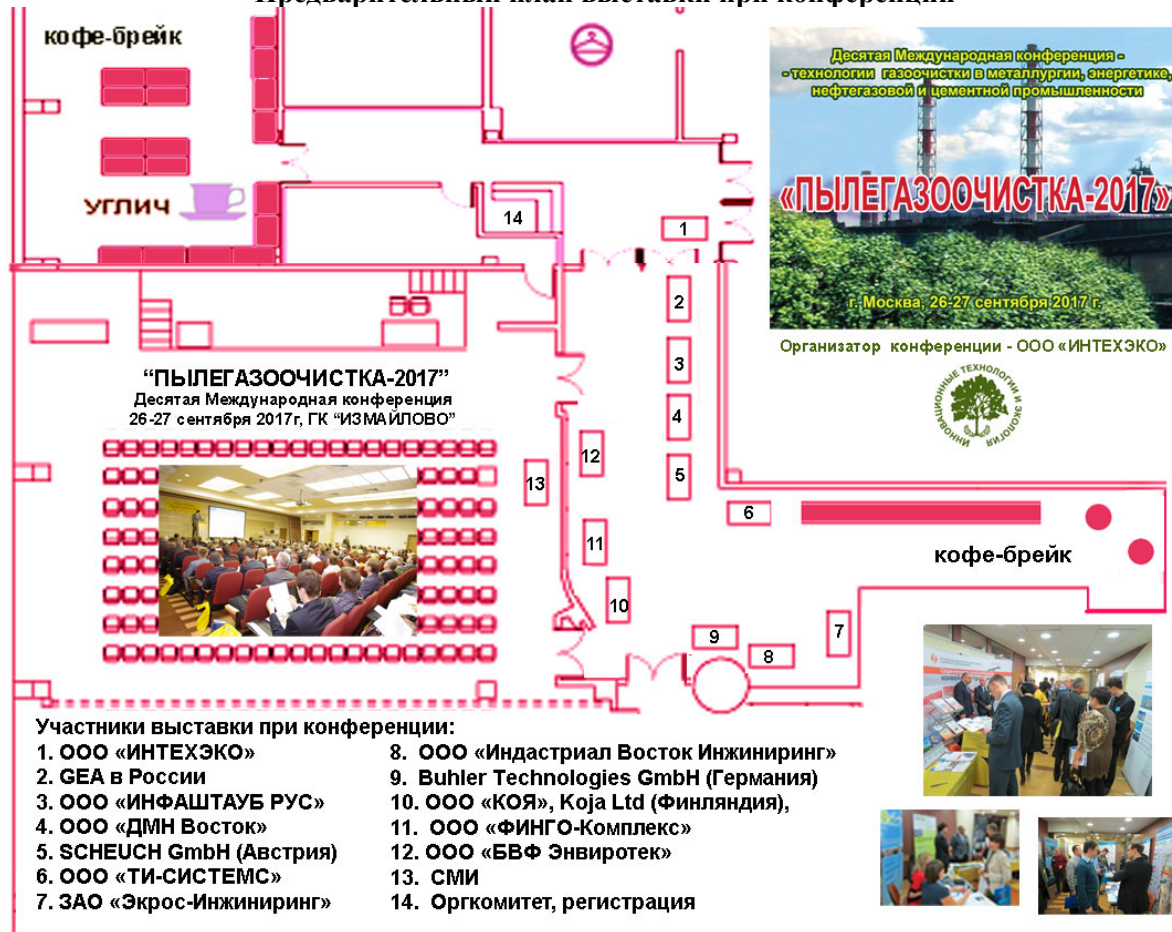 Предварительный план выставки при конференции
кофе-брейк
УГЛИЧ
14
1
2
3
4
5
6
7
8
9
10
11
12
13
Десятая Международная конференция -
- технологии газоочистки в металлургии, энергетике,
нефтегазовой и цементной промышленности
«ПЫЛЕГАЗООЧИСТКА-2017»
г. Москва, 26-27 сентября 2017 г.
Организатор конференции - ООО «ИНТЕХЭКО»
ИННОВАЦИОННЫЕ ТЕХНОЛОГИИ И ЭКОЛОГИЯ
“ПЫЛЕГАЗООЧИСТКА-2017”
Десятая Международная конференция
26-27 сентября 2017г, ГК “ИЗМАЙЛОВО”
кофе-брейк
Участники выставки при конференции:
1. ООО «ИНТЕХЭКО»
2. GEA в России
3. ООО «ИНФАШТАУБ РУС»
4. ООО «ДМН Восток»
5. SCHEUCH GmbH (Австрия)
6. ООО «ТИ-СИСТЕМС»
7. ЗАО «Экрос-Инжиниринг»
8. ООО «Индастриал Восток Инжиниринг»
9. Buhler Technologies GmbH (Германия)
10. ООО «КОЯ», Koja Ltd (Финляндия),
11. ООО «ФИНГО-Комплекс»
12. ООО «БВФ Энвиротек»
13. СМИ
14. Оргкомитет, регистрация